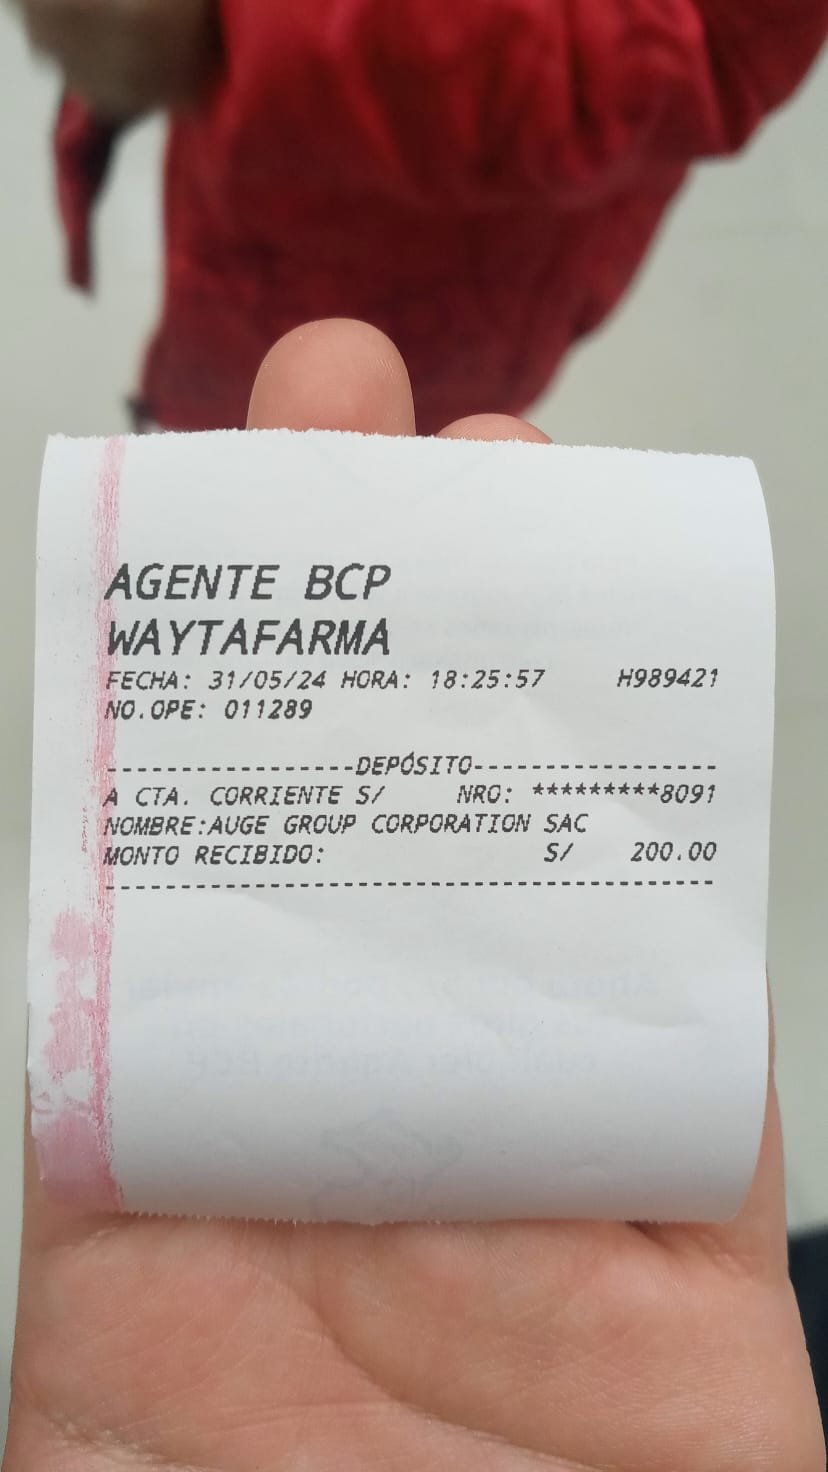 AGENTE BCP
WAYTAFARMA
FECHA: 31/05/24 HORA: 18:25:57 H989421
NO.OPE: 011289
-----------------DEPÓSITO-----------------
A CTA. CORRIENTE S/ NRO: *********8091
NOMBRE:AUGE GROUP CORPORATION SAC
MONTO RECIBIDO: S/ 200.00
------------------------------------------